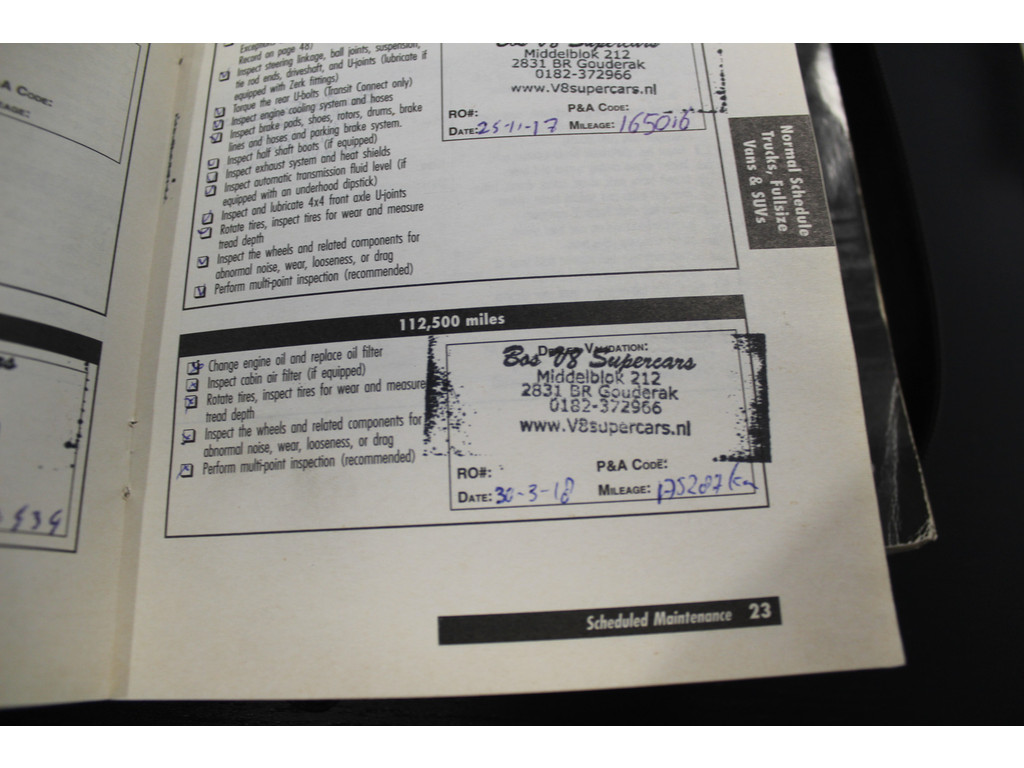 A CODE:
EAGE:
Record on page 48)
Inspect steering linkage, ball joints, suspension,
tie rod ends, driveshaft, and U-joints (lubricate if
equipped with Zerk fittings)
Torque the rear U-bolts (Transit Connect only)
Inspect engine cooling system and hoses
Inspect brake pads, shoes, rotors, drums, brake
lines and hoses and parking brake system.
Inspect half shaft boots (if equipped)
Inspect exhaust system and heat shields
Inspect automatic transmission fluid level (if
equipped with an underhood dipstick)
Inspect and lubricate 4x4 front axle U-joints
Rotate tires, inspect tires for wear and measure
tread depth
Inspect the wheels and related components for
abnormal noise, wear, looseness, or drag
Perform multi-point inspection (recommended)
Bos V8 Supercars
Middelblok 212
2831 BR Gouderak
0182-372966
www.V8supercars.nl
RO#: P&A CODE:
DATE: 25-11-17 MILEAGE: 165016
Normal Schedule
Trucks, Fullsize
Vans & SUVs
112,500 miles
Change engine oil and replace oil filter
Inspect cabin air filter (if equipped)
Rotate tires, inspect tires for wear and measure
tread depth
Inspect the wheels and related components for
abnormal noise, wear, looseness, or drag
Perform multi-point inspection (recommended)
DEALER VALIDATION:
Bos V8 Supercars
Middelblok 212
2831 BR Gouderak
0182-372966
www.V8supercars.nl
RO#: P&A CODE:
DATE: 30-3-18 MILEAGE: 175287 km
Scheduled Maintenance 23